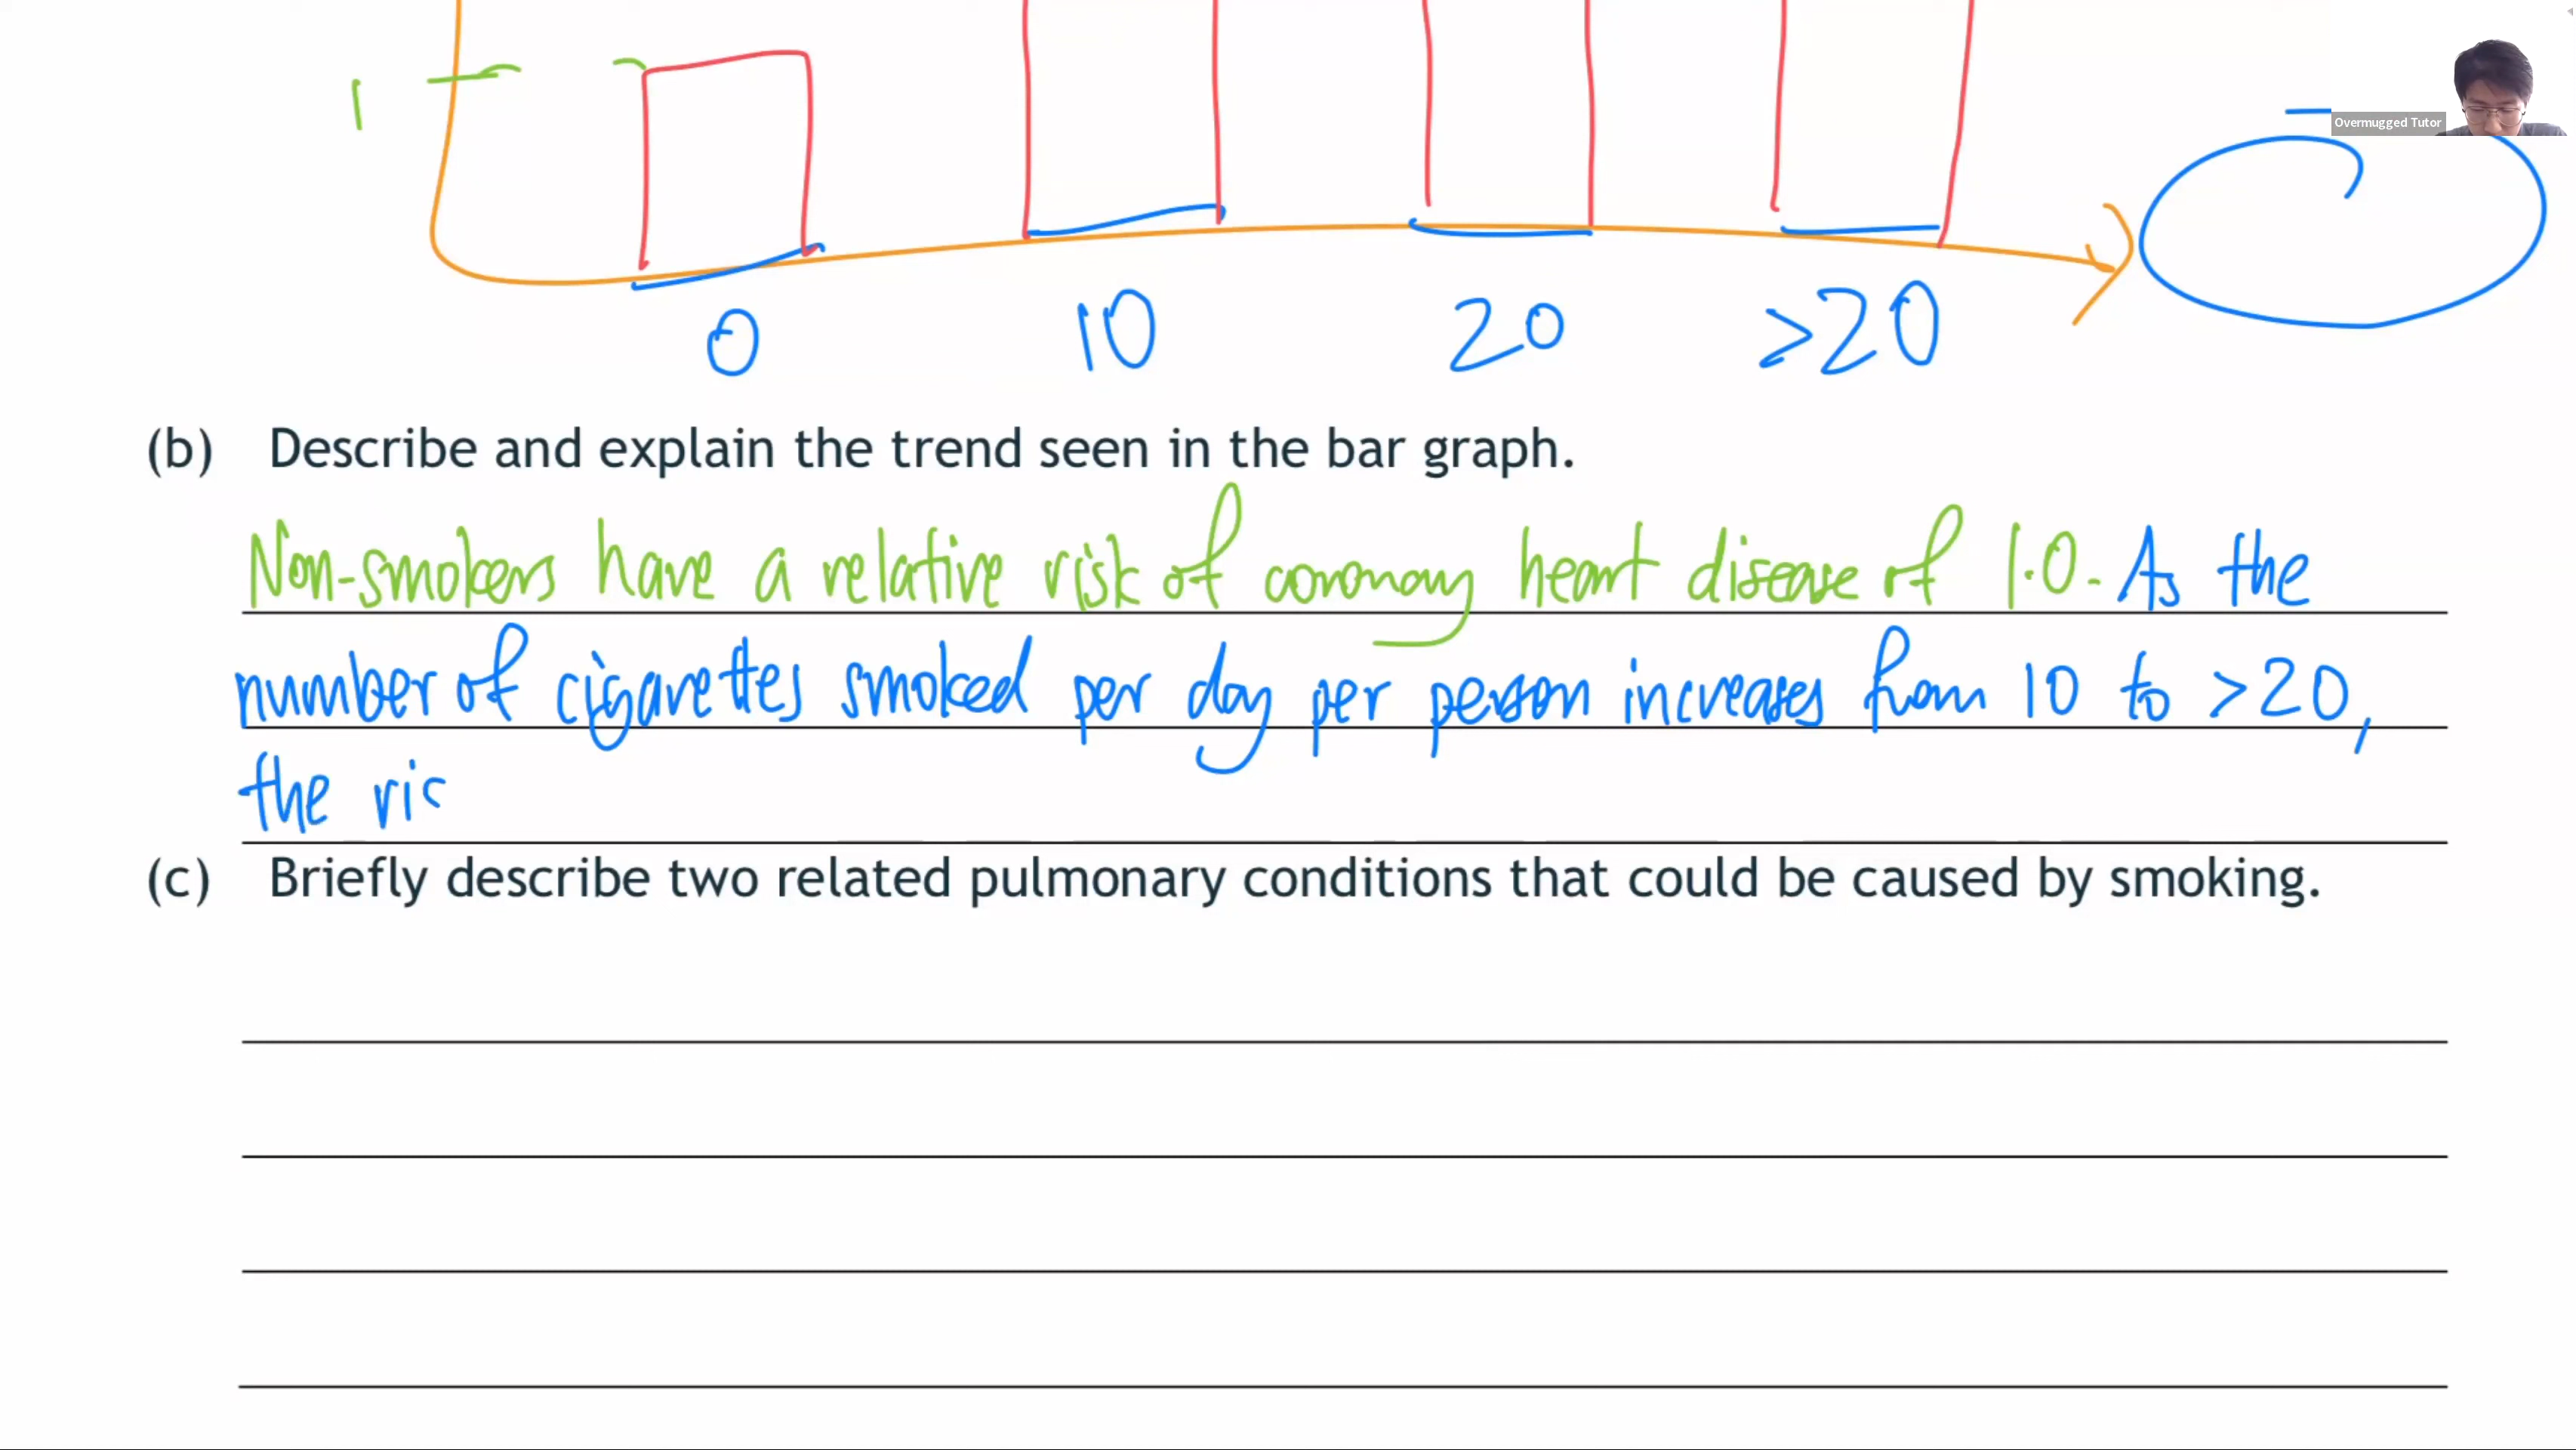 1
Overmugged Tutor
0 10 20 >20
(b) Describe and explain the trend seen in the bar graph.
Non-smokers have a relative risk of coronary heart disease of 1.0. As the
number of cigarettes smoked per day per person increases from 10 to >20,
the ris
(c) Briefly describe two related pulmonary conditions that could be caused by smoking.